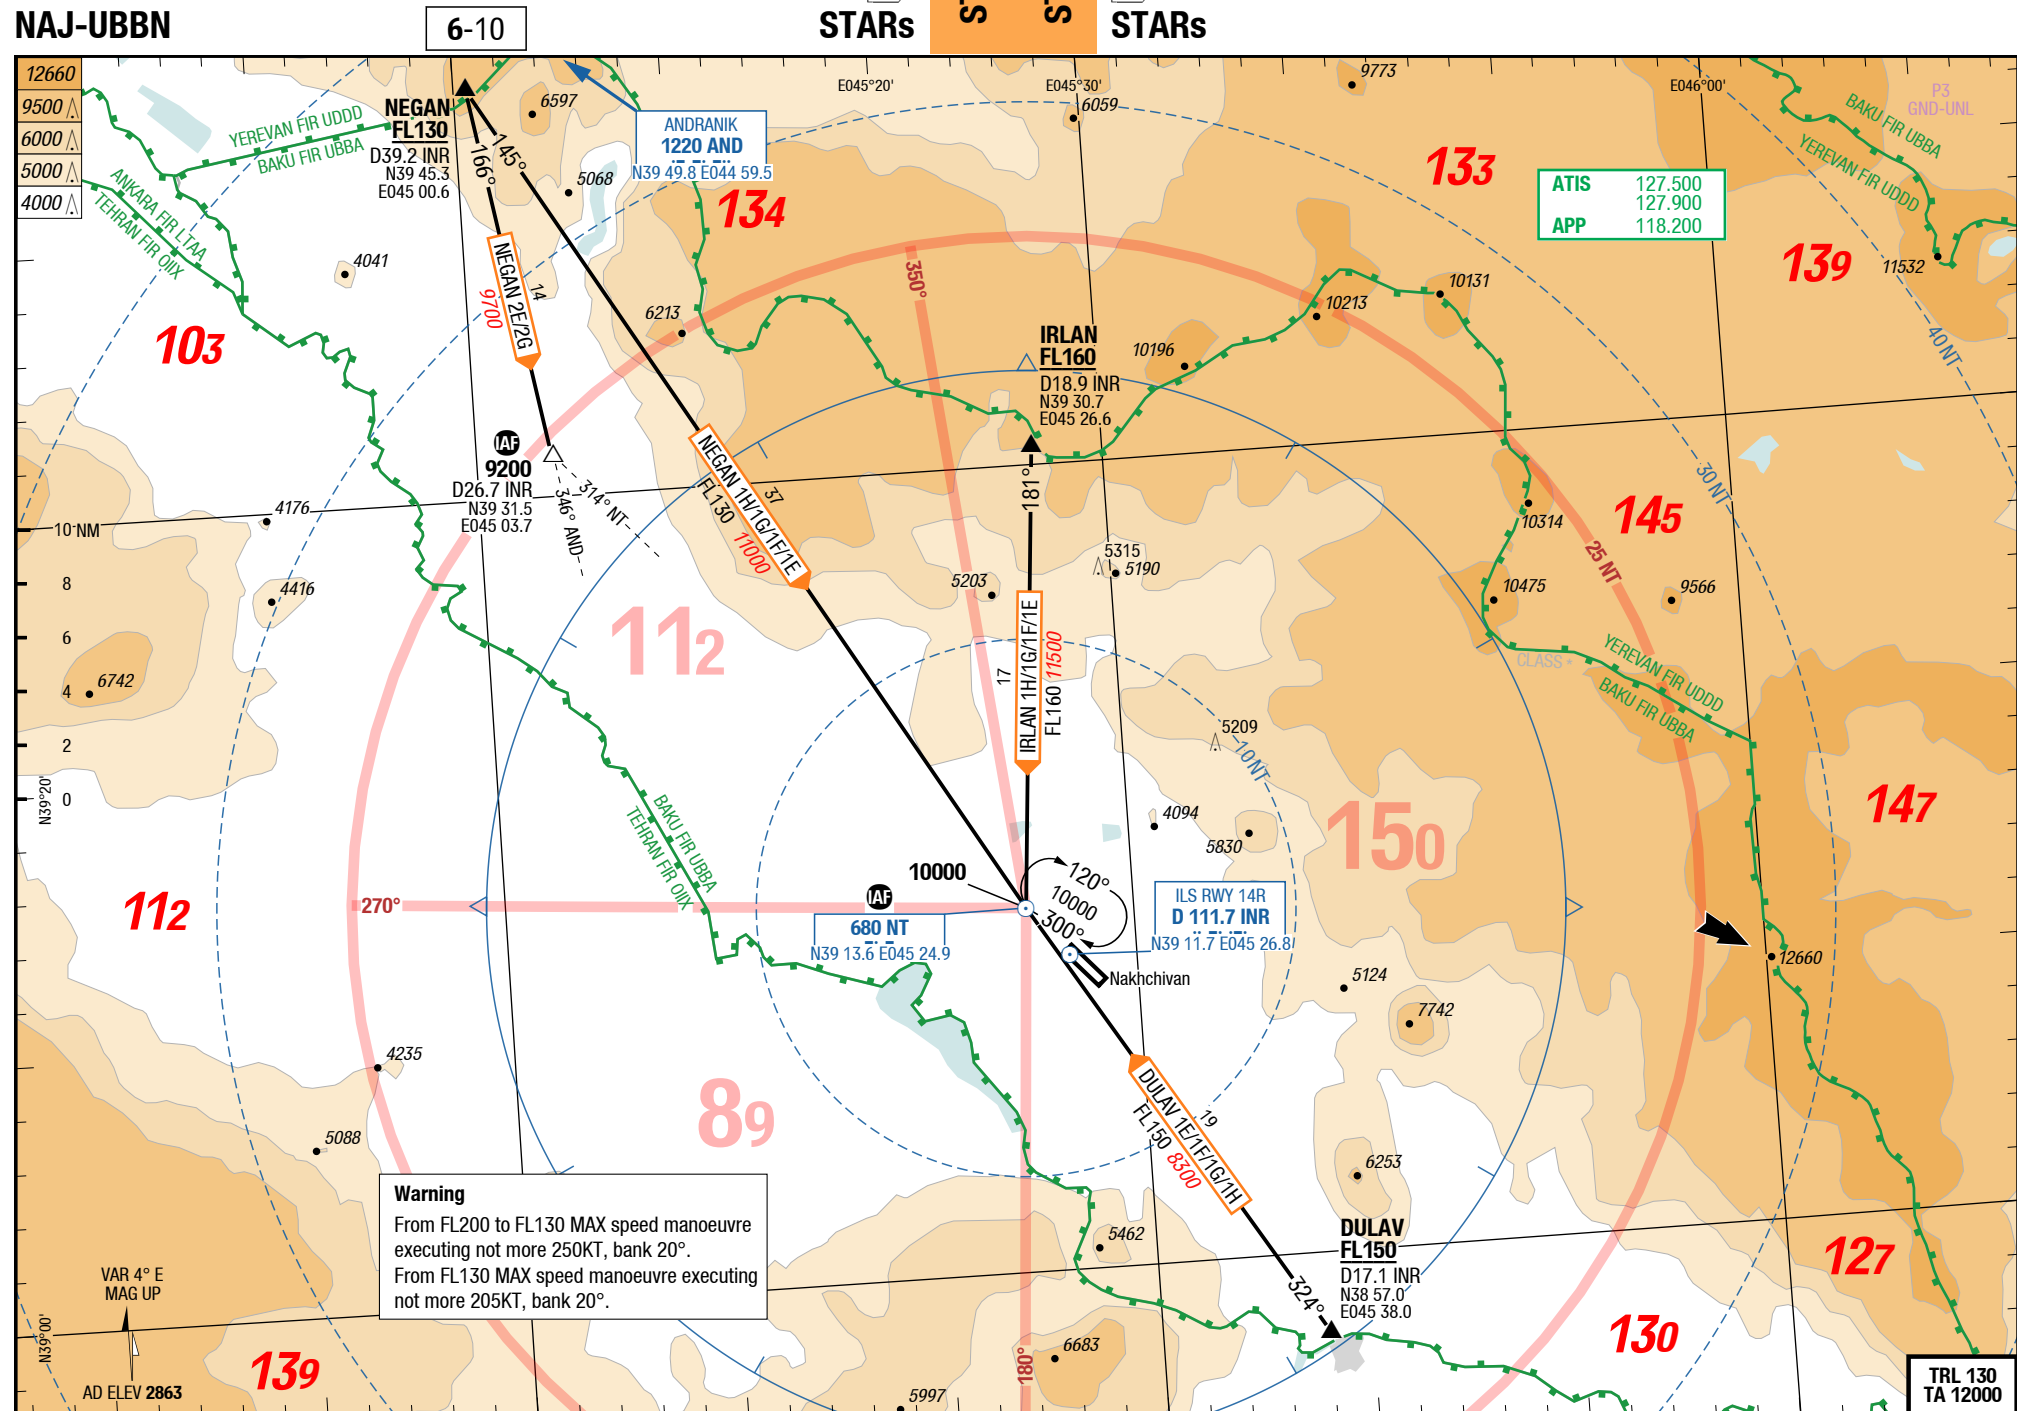 NAJ-UBBN
6-10
STARs
STARs
12660
9500
6000
5000
4000
NEGAN
FL130
D39.2 INR
N39 45.3
E045 00.6
YEREVAN FIR UDDD
BAKU FIR UBBA
ANKARA FIR LTAA
TEHRAN FIR OIIX
6597
5068
145°
166°
ANDRANIK
1220 AND
N39 49.8 E044 59.5
E045°20'
E045°30'
6059
9773
E046°00'
P3
GND-UNL
BAKU FIR UBBA
YEREVAN FIR UDDD
133
134
139
11532
ATIS 127.500
127.900
APP 118.200
4041
103
NEGAN 2E/2G
9700
14
6213
350°
IRLAN
FL160
D18.9 INR
N39 30.7
E045 26.6
10196
10213
10131
40 NT
30 NT
IAF
9200
D26.7 INR
N39 31.5
E045 03.7
346° AND
314° NT
NEGAN 1H/1G/1F/1E
FL130 11000
37
181°
5315
5190
5203
10314
145
25 NT
10475
9566
4176
10 NM
8
6
4
2
0
4416
6742
112
IRLAN 1H/1G/1F/1E
FL160 11500
17
CLASS
YEREVAN FIR UDDD
BAKU FIR UBBA
5209
10 NT
4094
5830
150
147
N39°20'
BAKU FIR UBBA
TEHRAN FIR OIIX
112
270°
10000
IAF
680 NT
N39 13.6 E045 24.9
120°
10000
300°
ILS RWY 14R
D 111.7 INR
N39 11.7 E045 26.8
Nakhchivan
12660
5124
7742
4235
5088
89
DULAV 1E/1F/1G/1H
FL150 8300
19
6253
5462
Warning
From FL200 to FL130 MAX speed manoeuvre
executing not more 250KT, bank 20°.
From FL130 MAX speed manoeuvre executing
not more 205KT, bank 20°.
DULAV
FL150
D17.1 INR
N38 57.0
E045 38.0
324°
127
130
VAR 4° E
MAG UP
N39°00'
AD ELEV 2863
139
180°
6683
5997
TRL 130
TA 12000